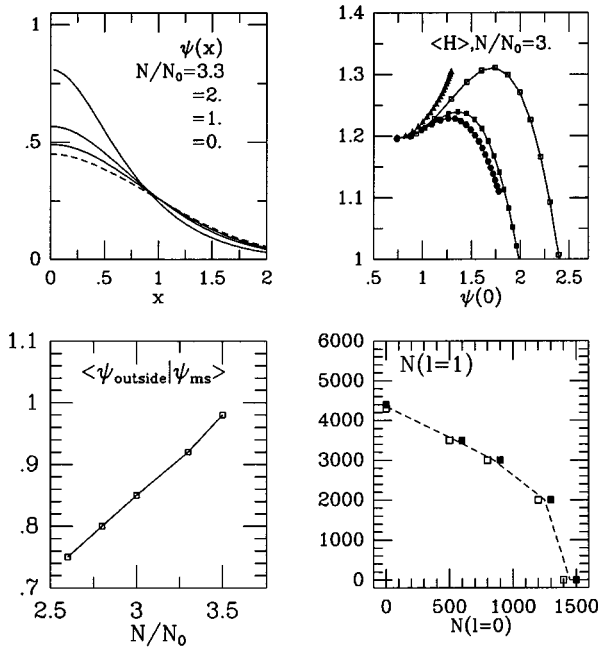 1
.5
0
ψ(x)
N/N₀=3.3
=2.
=1.
=0.
0 .5 1 1.5 2
x
1.4
1.3
1.2
1.1
1
<H>,N/N₀=3.
.5 1 1.5 2 2.5
ψ(0)
1.1
1
.9
.8
.7
<ψoutside|ψms>
2.5 3 3.5
N/N₀
6000
5000
4000
3000
2000
1000
0
N(l=1)
0 500 1000 1500
N(l=0)